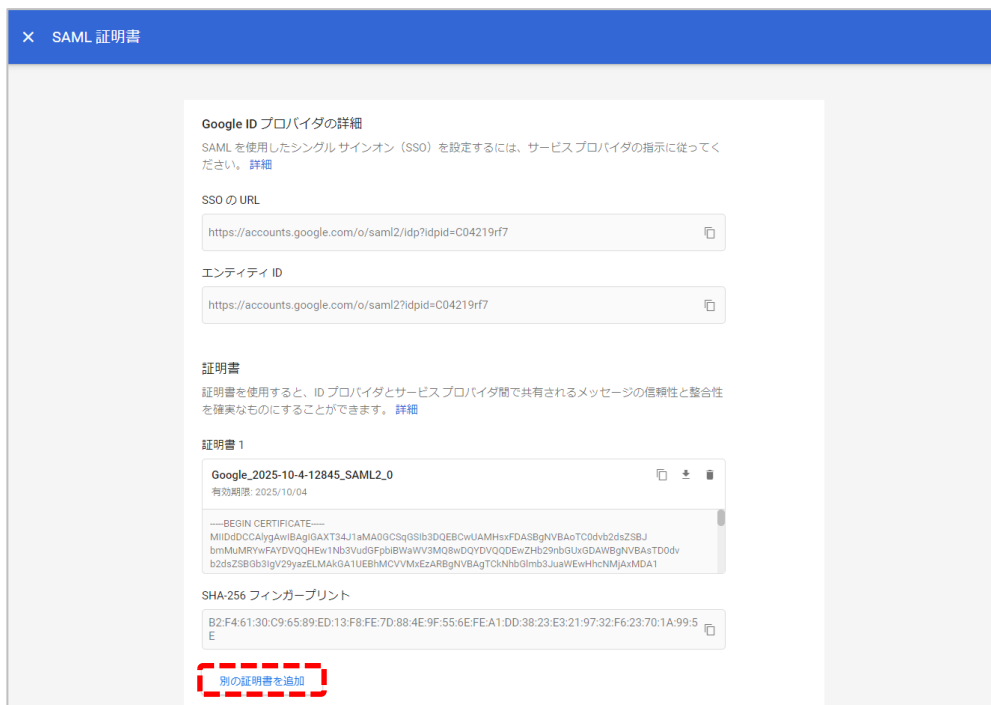 SAML 証明書
Google ID プロバイダの詳細
SAML を使用したシングル サインオン（SSO）を設定するには、サービス プロバイダの指示に従ってく
ださい。 詳細
SSO の URL
https://accounts.google.com/o/saml2/idp?idpid=C04219rf7
エンティティ ID
https://accounts.google.com/o/saml2?idpid=C04219rf7
証明書
証明書を使用すると、ID プロバイダとサービス プロバイダ間で共有されるメッセージの信頼性と整合性
を確実なものにすることができます。 詳細
証明書 1
Google_2025-10-4-12845_SAML2_0
有効期限: 2025/10/04
-----BEGIN CERTIFICATE-----
MIIDdDCCAlygAwIBAgIGAXT34J1aMA0GCSqGSIb3DQEBCwUAMHsxFDASBgNVBAoTC0dvb2dsZSBJ
bmMuMRYwFAYDVQQHEw1Nb3VudGFpbiBWaWV3MQ8wDQYDVQQDEwZHb29nbGUxGDAWBgNVBAsTD0dv
b2dsZSBGb3IgV29yazELMAkGA1UEBhMCVVMxEzARBgNVBAgTCkNhbGlmb3JuaWEwHhcNMjAxMDA1
SHA-256 フィンガープリント
B2:F4:61:30:C9:65:89:ED:13:F8:FE:7D:88:4E:9F:55:6E:FE:A1:DD:38:23:E3:21:97:32:F6:23:70:1A:99:5
E
別の証明書を追加